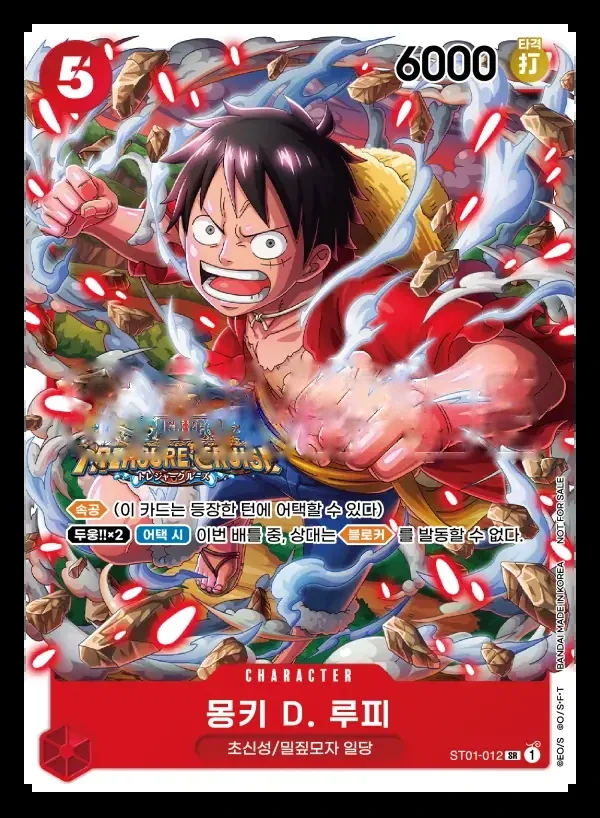 5
6000
타격
打
CRUISE
トレジャークルーズ
속공 (이 카드는 등장한 턴에 어택할 수 있다)
두웅!!×2 어택 시 이번 배틀 중, 상대는 블로커 를 발동할 수 없다.
CHARACTER
몽키 D. 루피
초신성/밀짚모자 일당
ST01-012 SR 1
BANDAI MADE IN KOREA NOT FOR SALE
©EO/S ©O/S・F・T